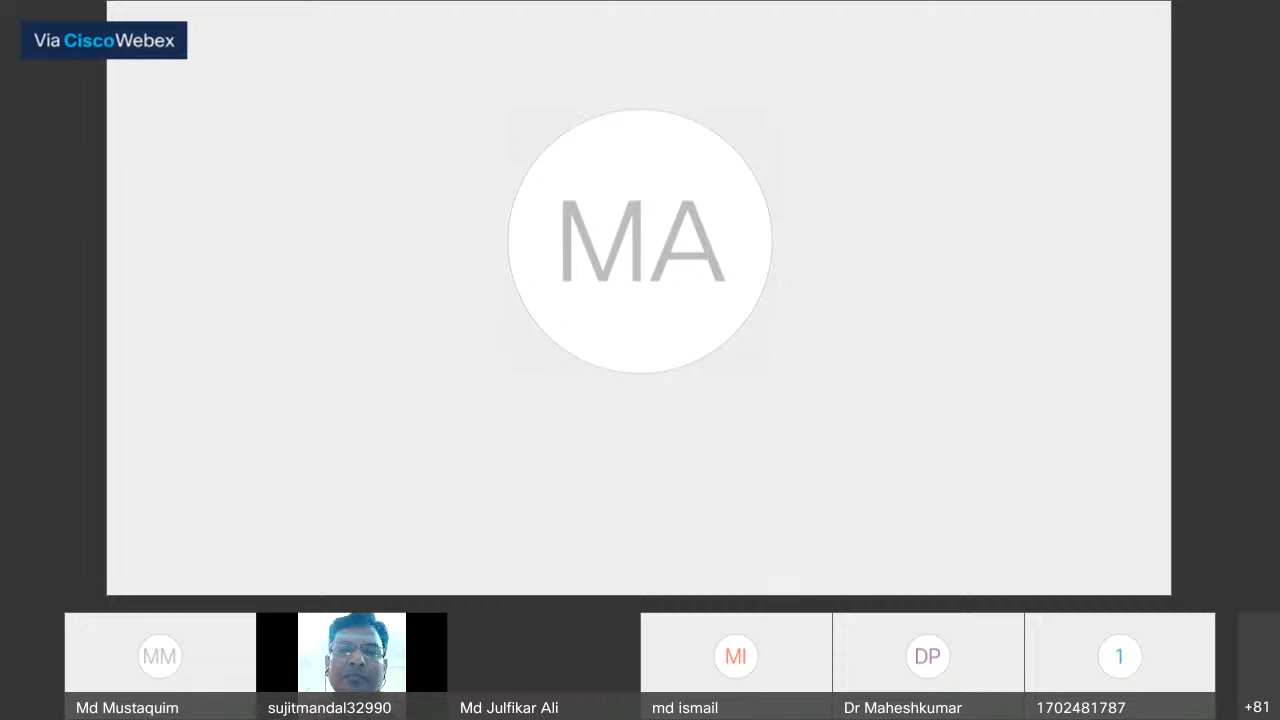 Via CiscoWebex
MA
MM
MI
DP
1
Md Mustaquim
sujitmandal32990
Md Julfikar Ali
md ismail
Dr Maheshkumar
1702481787
+81